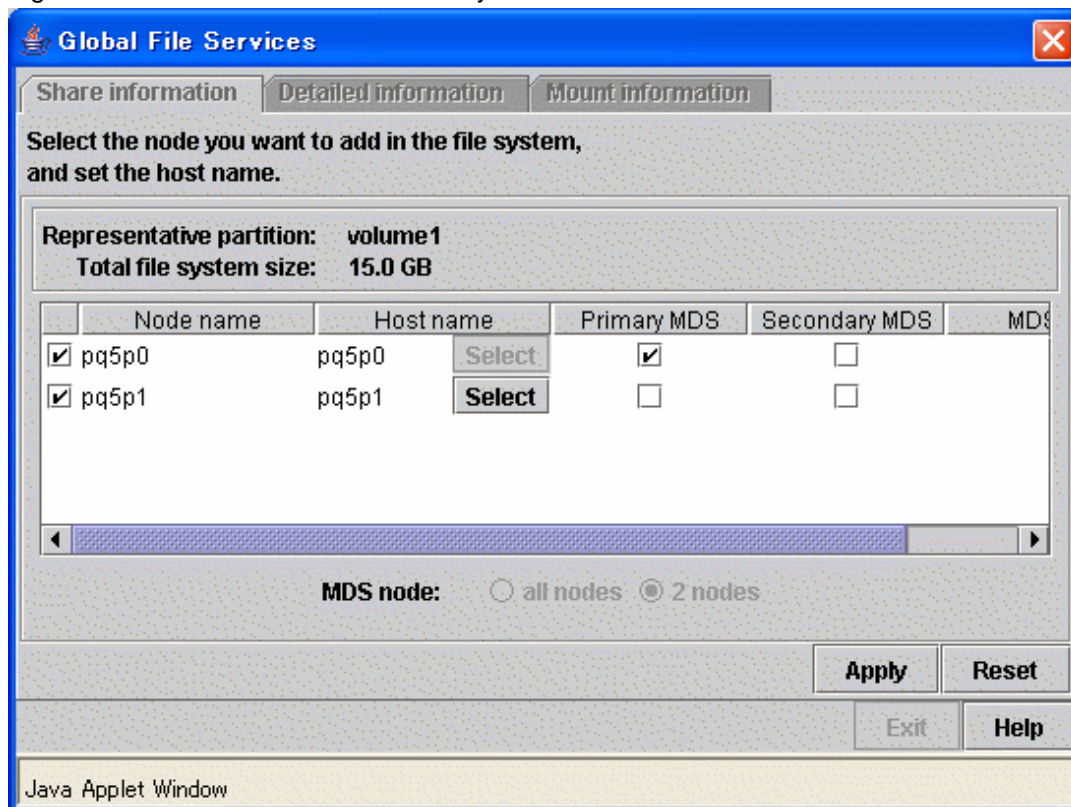 Global File Services
Share information Detailed information Mount information
Select the node you want to add in the file system,
and set the host name.
Representative partition: volume1
Total file system size: 15.0 GB
Node name Host name Primary MDS Secondary MDS
pq5p0 pq5p0 Select
pq5p1 pq5p1 Select
MDS node: all nodes 2 nodes
Apply Reset
Exit Help
Java Applet Window